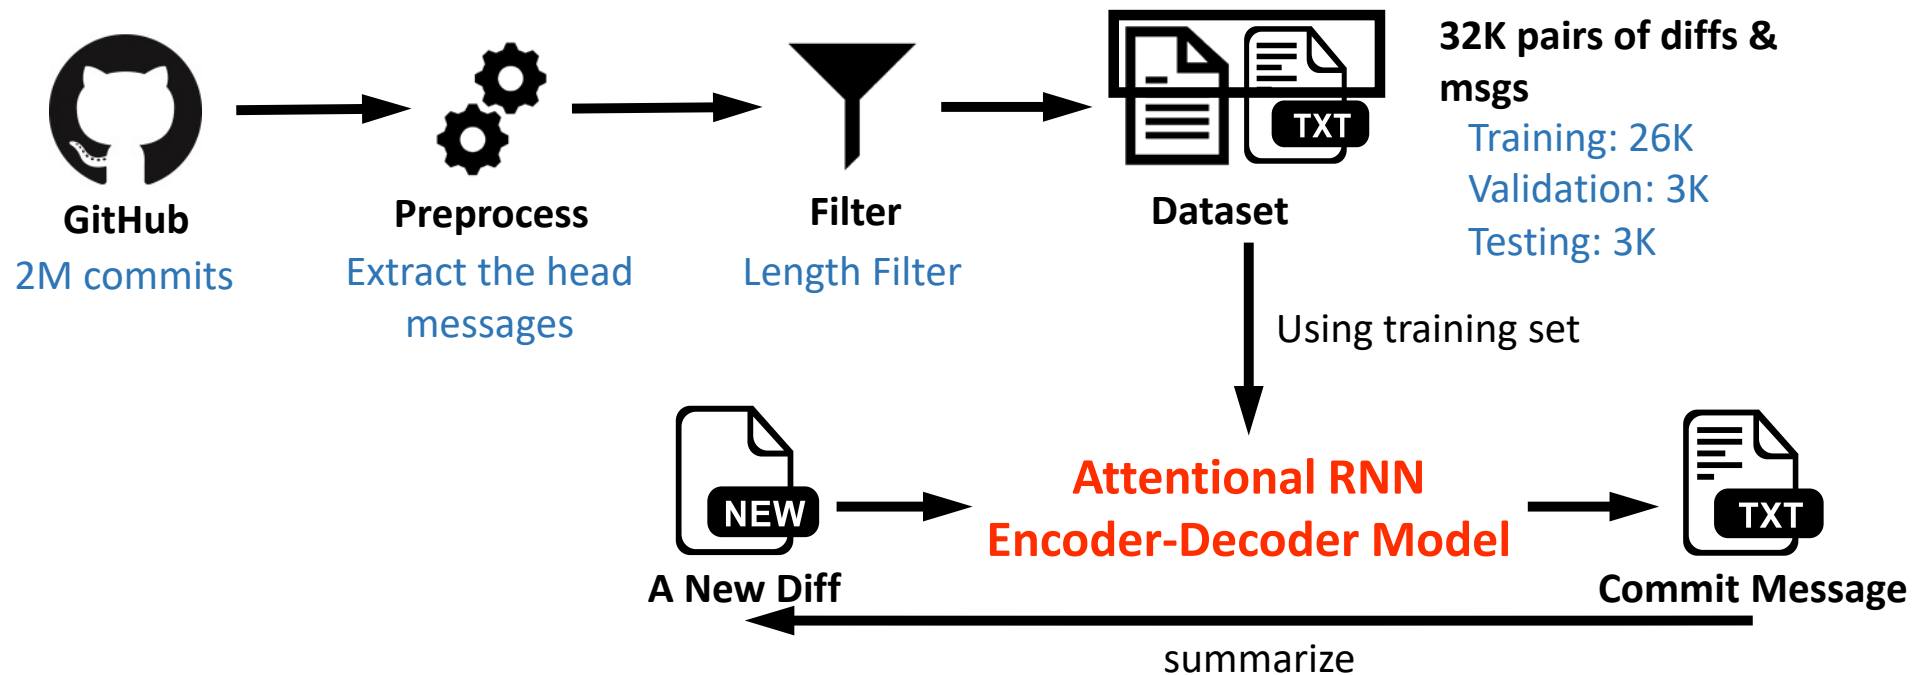 32K pairs of diffs &
msgs
Training: 26K
Validation: 3K
Testing: 3K
TXT
GitHub
2M commits
Preprocess
Extract the head
messages
Filter
Length Filter
Dataset
Using training set
NEW
A New Diff
Attentional RNN
Encoder-Decoder Model
TXT
Commit Message
summarize